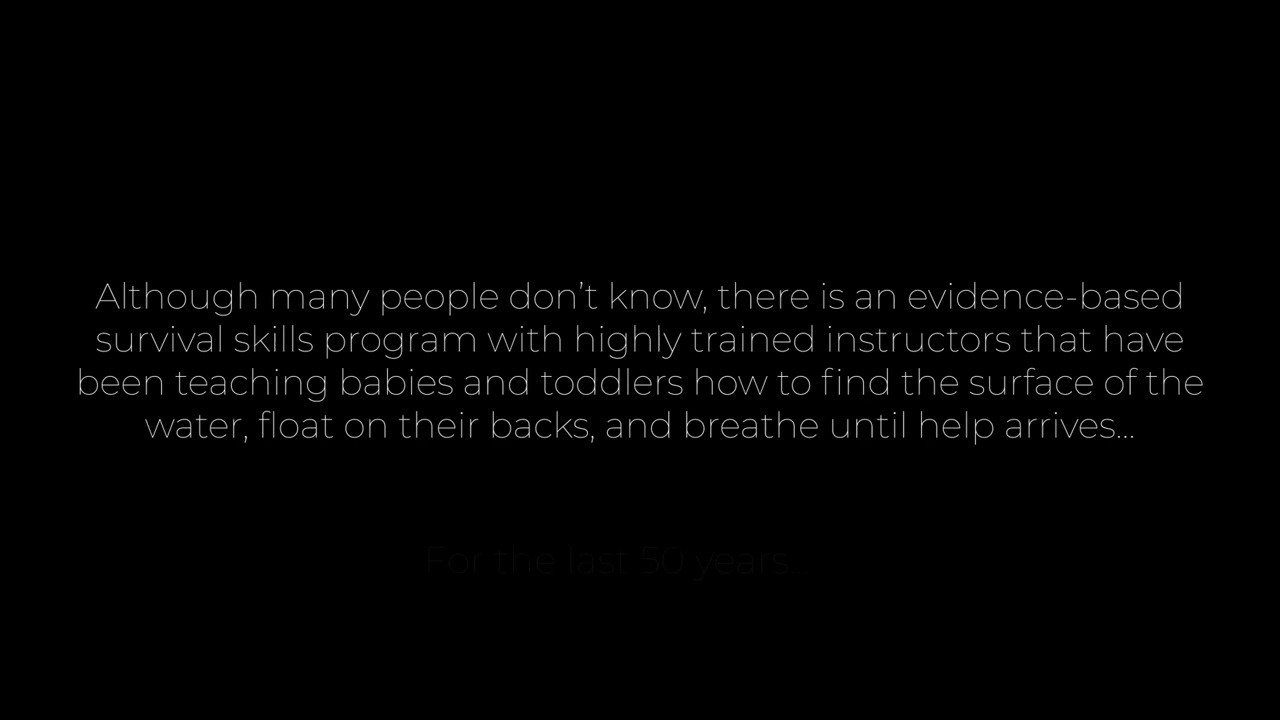 Although many people don’t know, there is an evidence-based
survival skills program with highly trained instructors that have
been teaching babies and toddlers how to find the surface of the
water, float on their backs, and breathe until help arrives...
For the last 50 years...